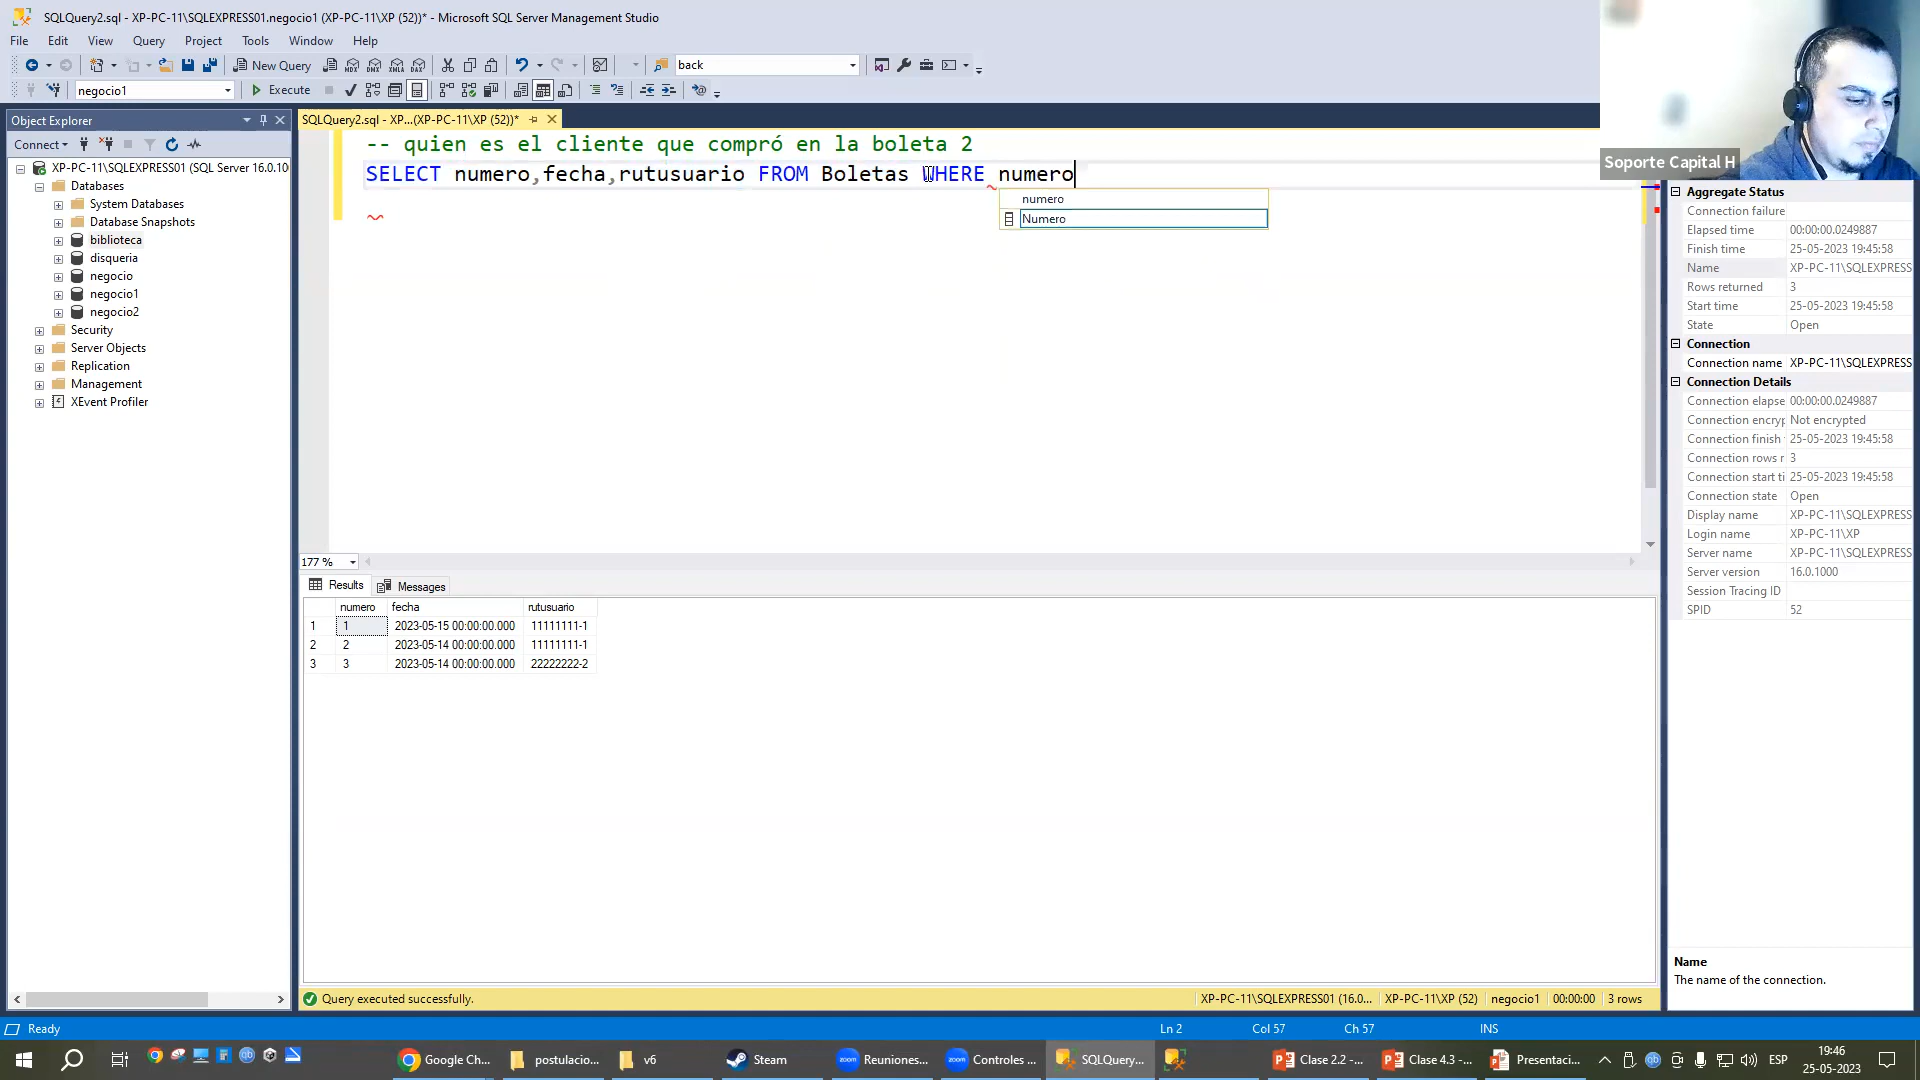 SQLQuery2.sql - XP-PC-11\SQLEXPRESS01.negocio1 (XP-PC-11\XP (52))* - Microsoft SQL Server Management Studio
File Edit View Query Project Tools Window Help
New Query
back
negocio1
Execute
Object Explorer
SQLQuery2.sql - XP...(XP-PC-11\XP (52))*
Connect
XP-PC-11\SQLEXPRESS01 (SQL Server 16.0.10
Databases
System Databases
Database Snapshots
biblioteca
disqueria
negocio
negocio1
negocio2
Security
Server Objects
Replication
Management
XEvent Profiler
-- quien es el cliente que compró en la boleta 2
SELECT numero,fecha,rutusuario FROM Boletas WHERE numero
numero
Numero
177 %
Results Messages
numero fecha rutusuario
1 1 2023-05-15 00:00:00.000 11111111-1
2 2 2023-05-14 00:00:00.000 11111111-1
3 3 2023-05-14 00:00:00.000 22222222-2
Query executed successfully.
XP-PC-11\SQLEXPRESS01 (16.0... XP-PC-11\XP (52) negocio1 00:00:00 3 rows
Soporte Capital H
Aggregate Status
Connection failure
Elapsed time 00:00:00.0249887
Finish time 25-05-2023 19:45:58
Name XP-PC-11\SQLEXPRESS
Rows returned 3
Start time 25-05-2023 19:45:58
State Open
Connection
Connection name XP-PC-11\SQLEXPRESS
Connection Details
Connection elapse 00:00:00.0249887
Connection encryp Not encrypted
Connection finish 25-05-2023 19:45:58
Connection rows r 3
Connection start ti 25-05-2023 19:45:58
Connection state Open
Display name XP-PC-11\SQLEXPRESS
Login name XP-PC-11\XP
Server name XP-PC-11\SQLEXPRESS
Server version 16.0.1000
Session Tracing ID
SPID 52
Name
The name of the connection.
Ready
Ln 2 Col 57 Ch 57 INS
Google Ch... postulacio... v6 Steam Reuniones... Controles ... SQLQuery... Clase 2.2 -... Clase 4.3 -... Presentaci...
ESP
19:46
25-05-2023